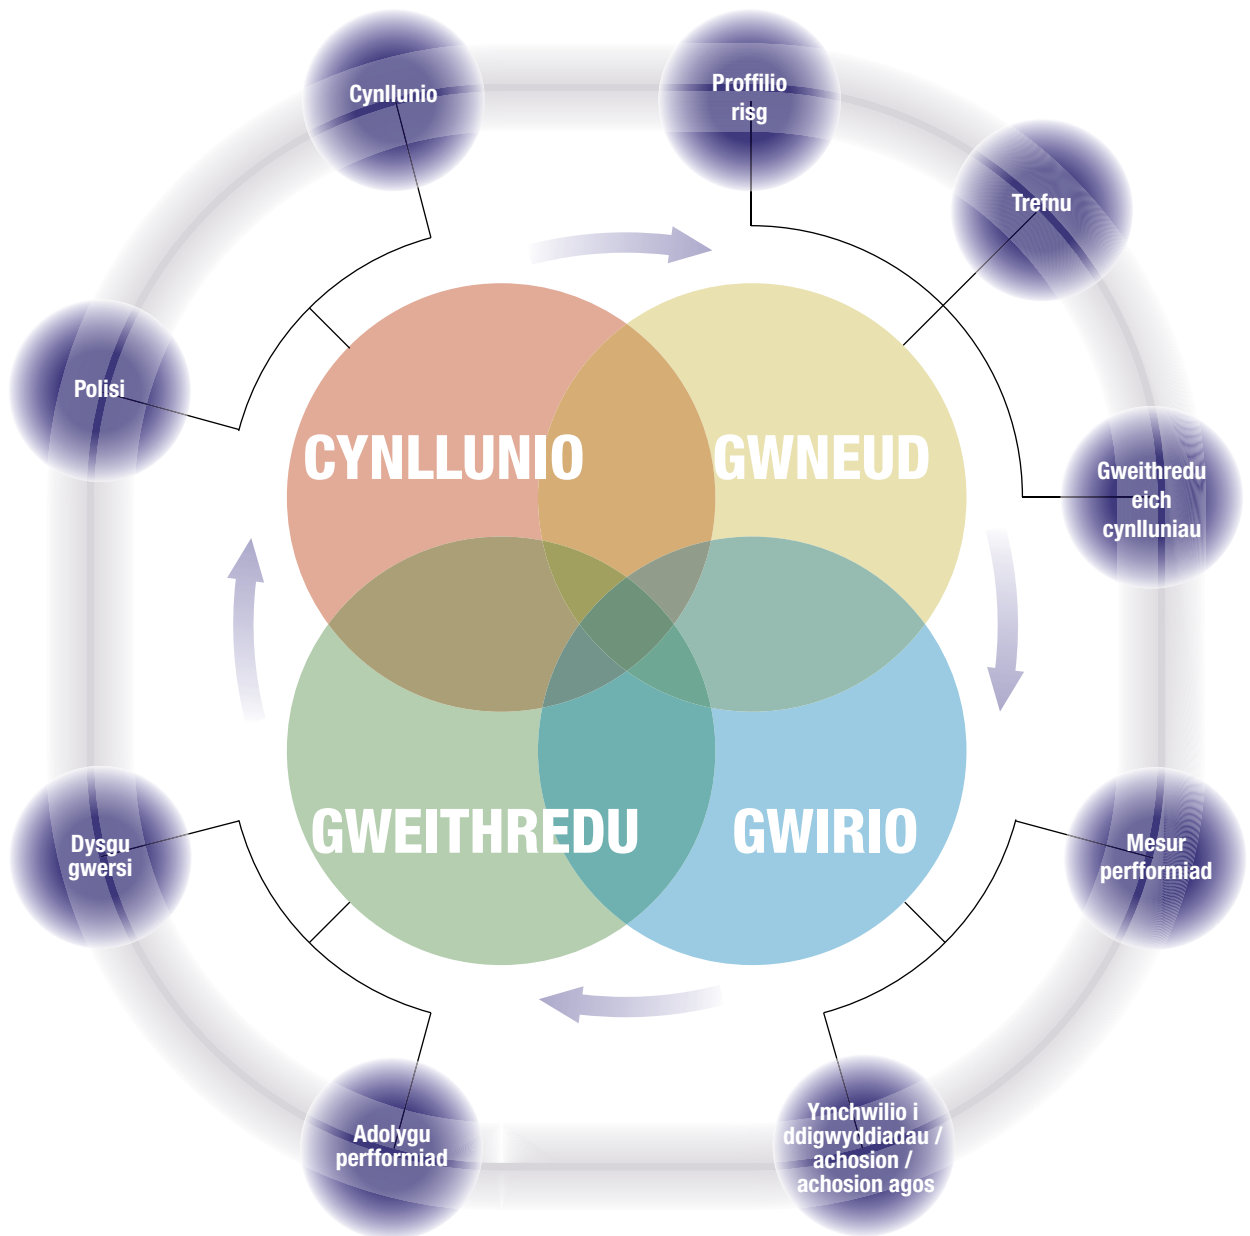 Cynllunio
Proffilio
risg
Trefnu
Polisi
Gweithredu
eich
cynlluniau
CYNLLUNIO
GWNEUD
GWEITHREDU
GWIRIO
Dysgu
gwersi
Mesur
perfformiad
Adolygu
perfformiad
Ymchwilio i
ddigwyddiadau /
achosion /
achosion agos